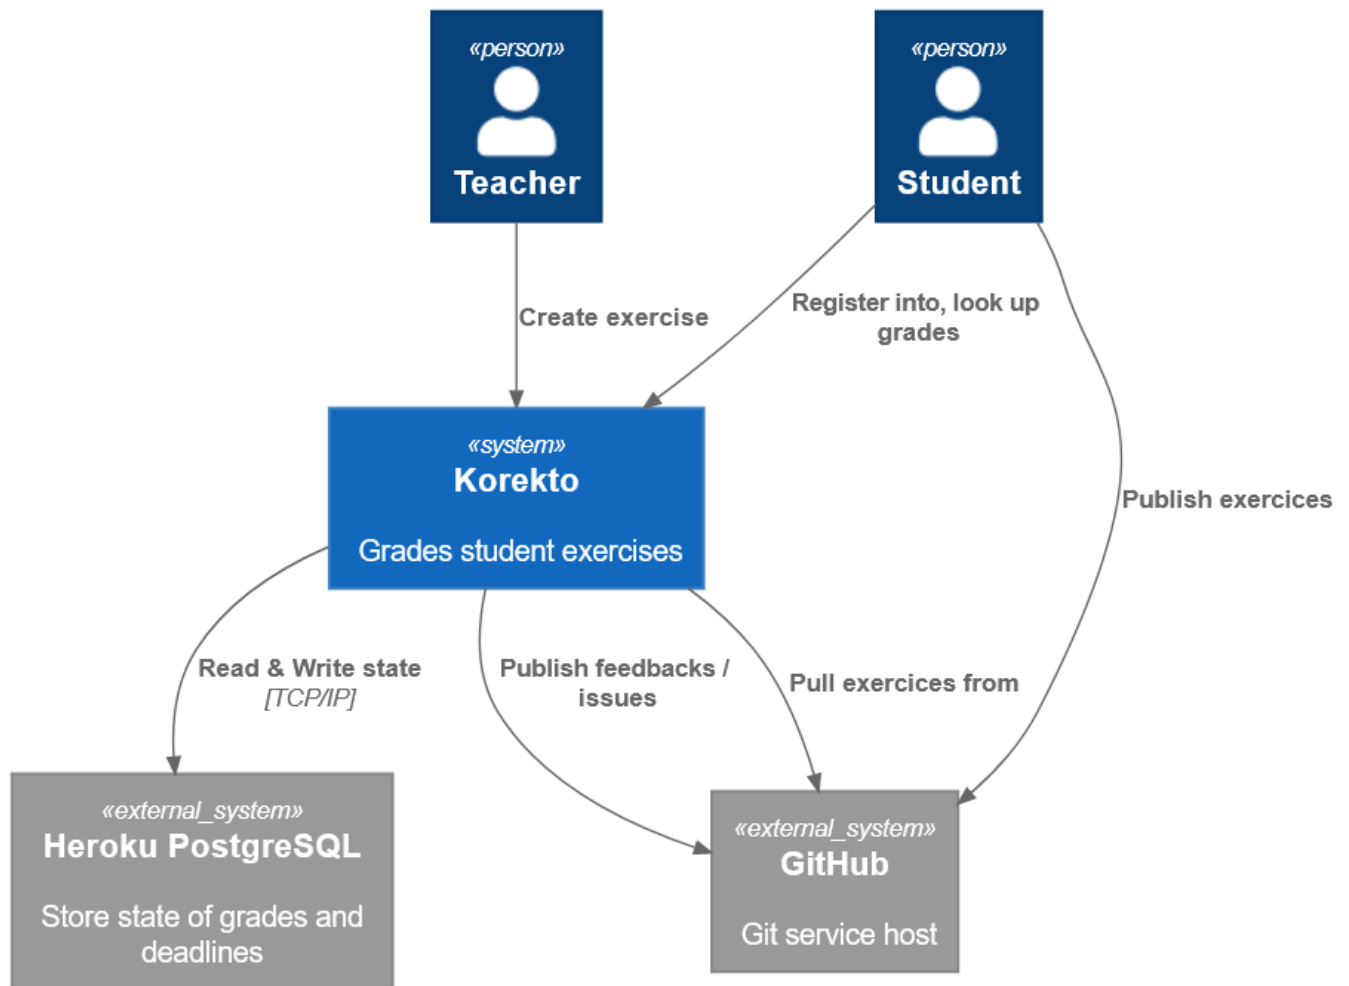 «person»
Teacher
«person»
Student
Create exercise
Register into, look up
grades
«system»
Korekto
Grades student exercises
Publish exercices
Read & Write state
[TCP/IP]
Publish feedbacks /
issues
Pull exercices from
«external_system»
Heroku PostgreSQL
Store state of grades and
deadlines
«external_system»
GitHub
Git service host